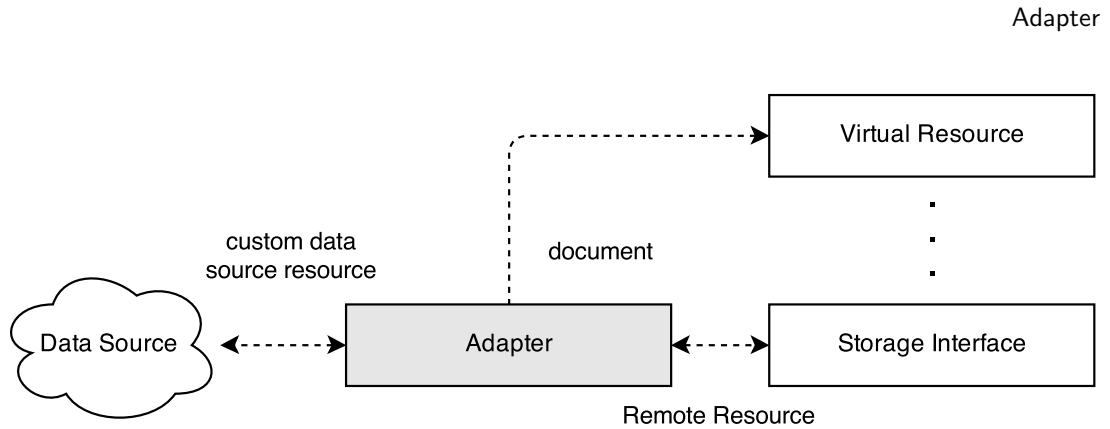 Adapter
Virtual Resource
custom data
source resource
document
Data Source
Adapter
Storage Interface
Remote Resource